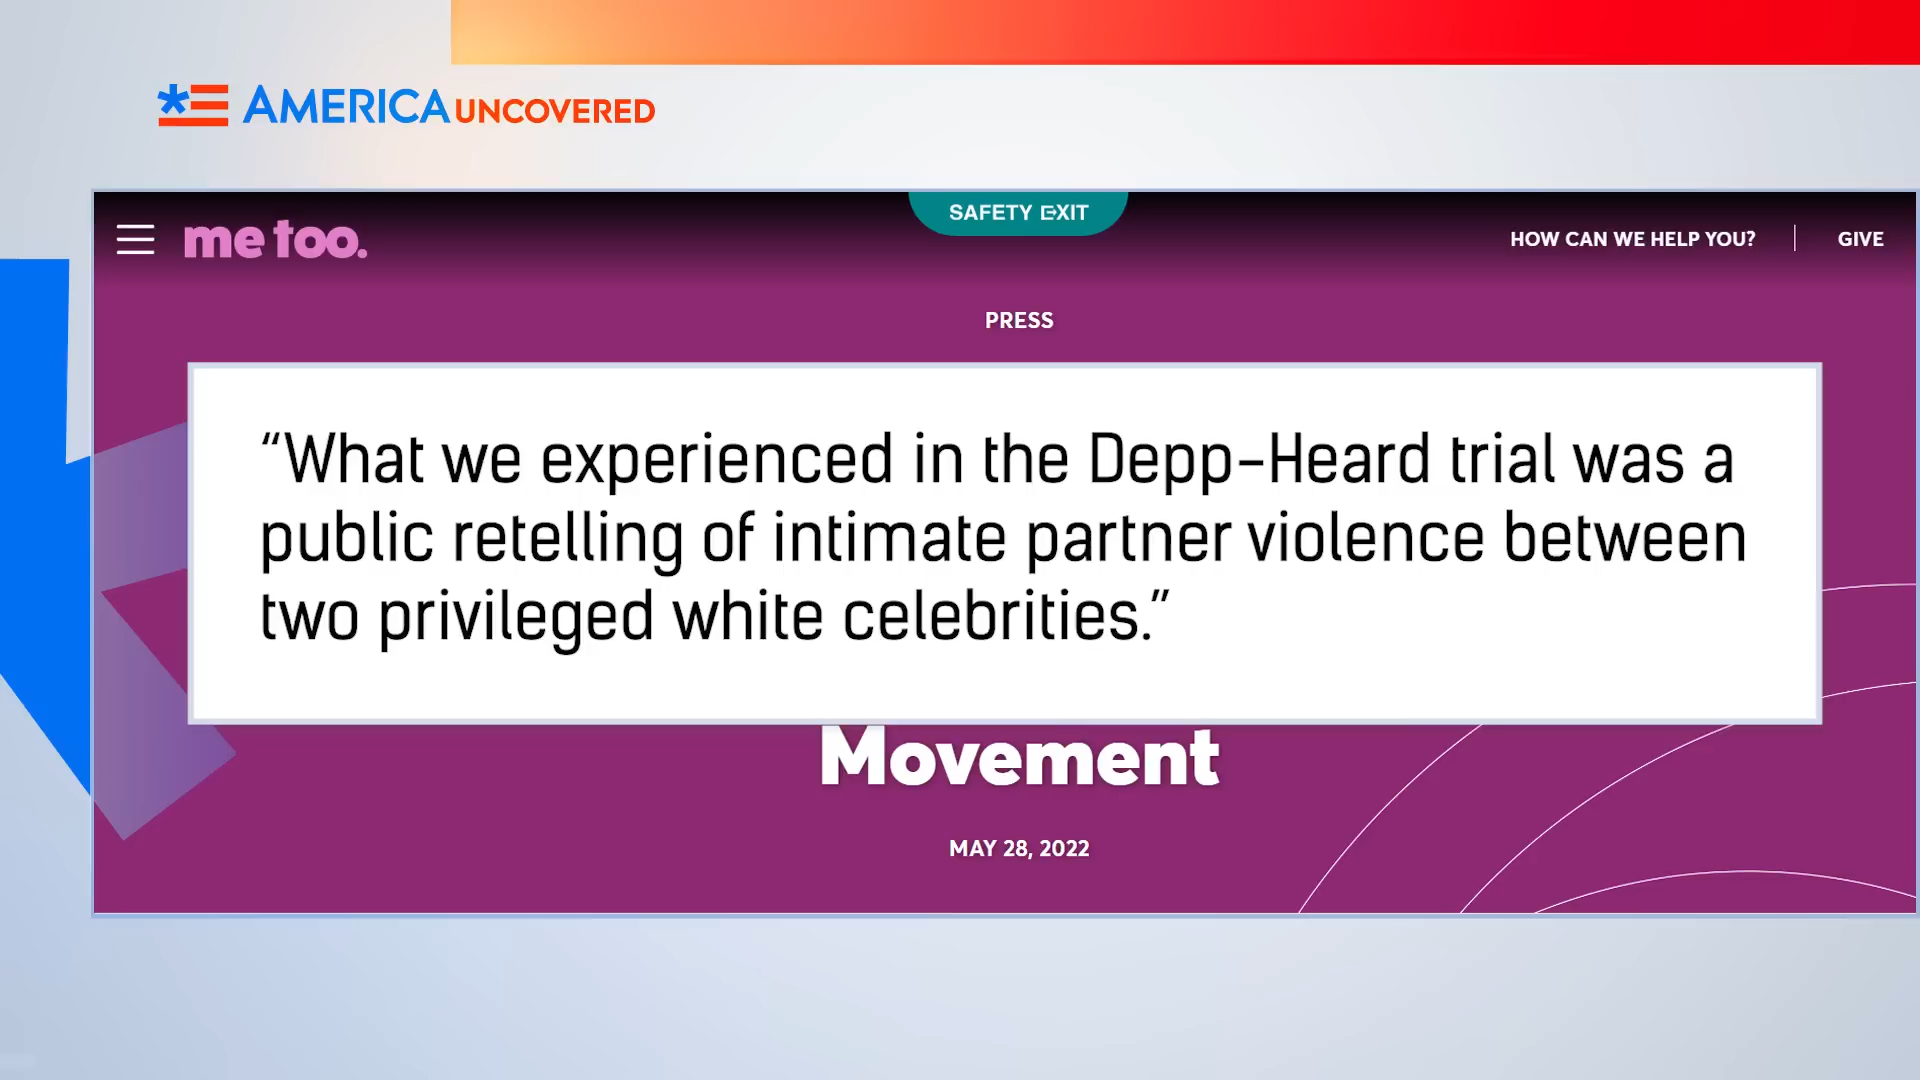 AMERICA UNCOVERED
SAFETY EXIT
me too.
HOW CAN WE HELP YOU?
GIVE
PRESS
“What we experienced in the Depp-Heard trial was a
public retelling of intimate partner violence between
two privileged white celebrities.”
Movement
MAY 28, 2022